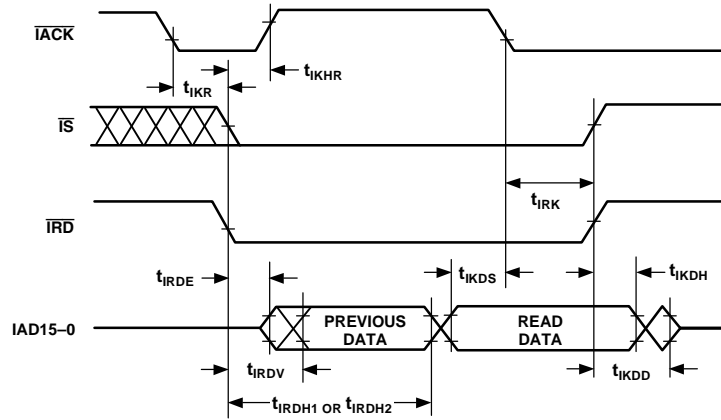 IACK
tIKR
tIKHR
IS
tIRK
IRD
tIRDE
tIKDS
tIKDH
IAD15–0
PREVIOUS
DATA
READ
DATA
tIRDV
tIKDD
tIRDH1 OR tIRDH2